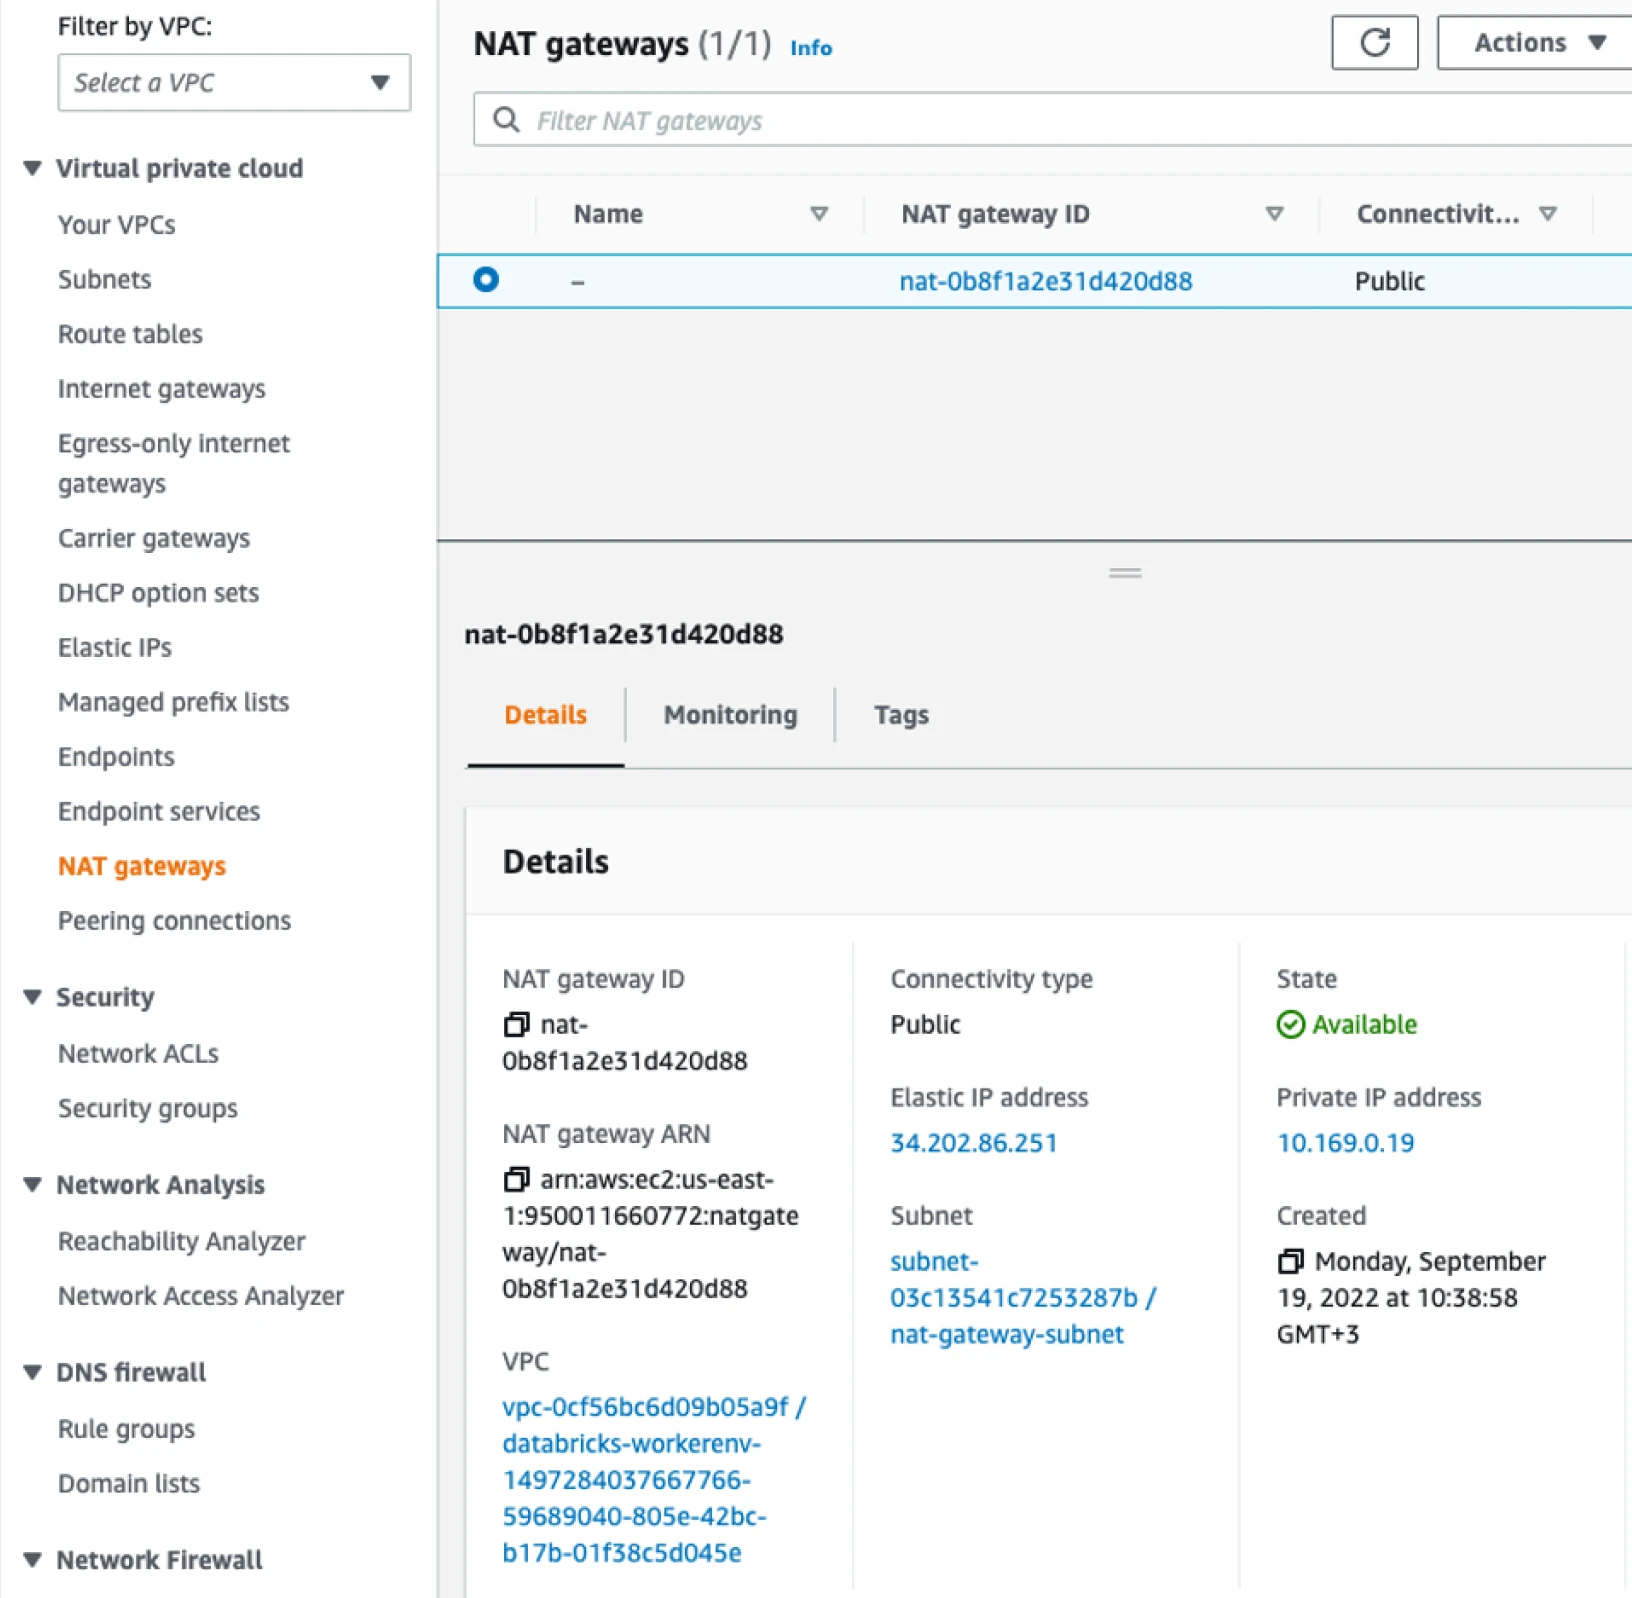 Filter by VPC:
Select a VPC
Virtual private cloud
Your VPCs
Subnets
Route tables
Internet gateways
Egress-only internet
gateways
Carrier gateways
DHCP option sets
Elastic IPs
Managed prefix lists
Endpoints
Endpoint services
NAT gateways
Peering connections
Security
Network ACLs
Security groups
Network Analysis
Reachability Analyzer
Network Access Analyzer
DNS firewall
Rule groups
Domain lists
Network Firewall
NAT gateways (1/1) Info
Actions
Filter NAT gateways
Name NAT gateway ID Connectivit...
– nat-0b8f1a2e31d420d88 Public
nat-0b8f1a2e31d420d88
Details Monitoring Tags
Details
NAT gateway ID
nat-
0b8f1a2e31d420d88
NAT gateway ARN
arn:aws:ec2:us-east-
1:950011660772:natgate
way/nat-
0b8f1a2e31d420d88
VPC
vpc-0cf56bc6d09b05a9f /
databricks-workerenv-
1497284037667766-
59689040-805e-42bc-
b17b-01f38c5d045e
Connectivity type
Public
Elastic IP address
34.202.86.251
Subnet
subnet-
03c13541c7253287b /
nat-gateway-subnet
State
Available
Private IP address
10.169.0.19
Created
Monday, September
19, 2022 at 10:38:58
GMT+3